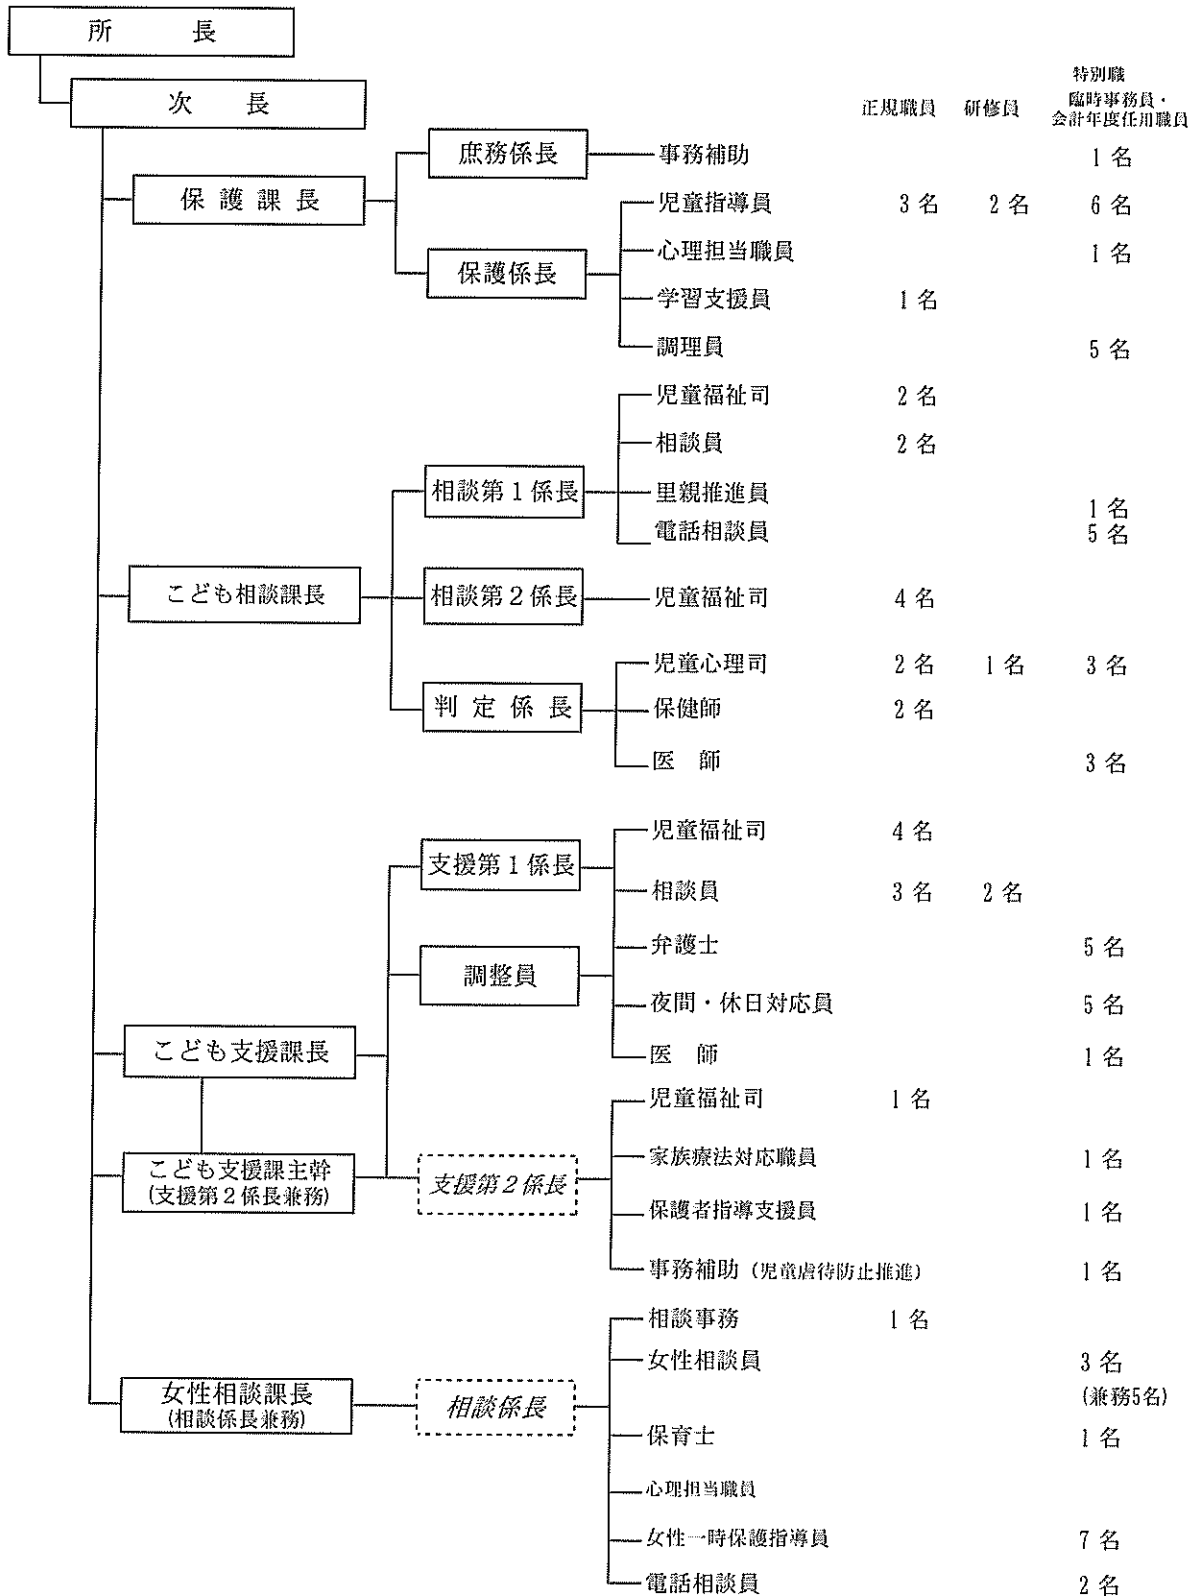 所　長
次　長
特別職
正規職員 研修員 臨時事務員・
会計年度任用職員
庶務係長 事務補助 1名
保護課長
児童指導員 3名 2名 6名
心理担当職員 1名
保護係長
学習支援員 1名
調理員 5名
児童福祉司 2名
相談員 2名
相談第1係長 里親推進員 1名
電話相談員 5名
こども相談課長 相談第2係長 児童福祉司 4名
児童心理司 2名 1名 3名
判定係長 保健師 2名
医　師 3名
児童福祉司 4名
支援第1係長
相談員 3名 2名
弁護士 5名
調整員
夜間・休日対応員 5名
こども支援課長 医　師 1名
児童福祉司 1名
こども支援課主幹
(支援第2係長兼務)
支援第2係長
家族療法対応職員 1名
保護者指導支援員 1名
事務補助（児童虐待防止推進） 1名
相談事務 1名
女性相談員 3名
(兼務5名)
女性相談課長
(相談係長兼務)
相談係長
保育士 1名
心理担当職員
女性一時保護指導員 7名
電話相談員 2名